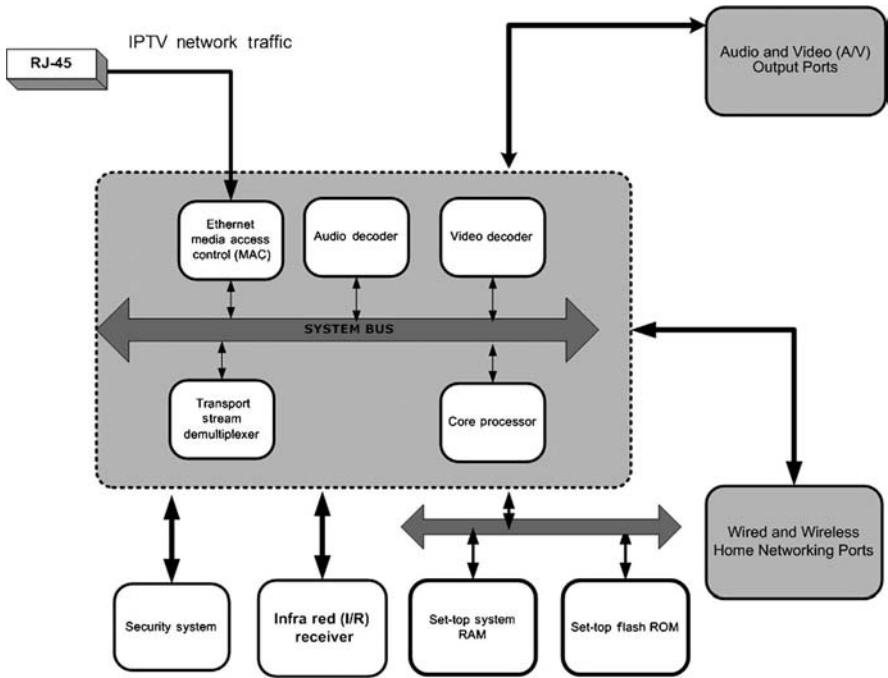 IPTV network traffic
RJ-45
Audio and Video (A/V)
Output Ports
Ethernet
media access
control (MAC)
Audio decoder
Video decoder
SYSTEM BUS
Transport
stream
demultiplexer
Core processor
Wired and Wireless
Home Networking Ports
Security system
Infra red (I/R)
receiver
Set-top system
RAM
Set-top flash ROM